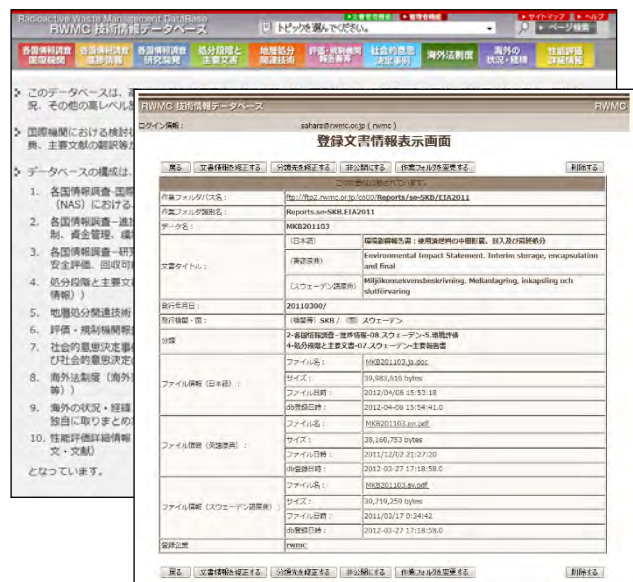 Radioactive Waste Management DataBase
RWMC 技術情報データベース
トピックを選んでください。
サイトマップ
ヘルプ
ページ検索
各国情報調査
国際機関
各国情報調査
進捗情報
各国情報調査
研究開発
処分段階と
主要文書
地層処分
関連技術
評価・規制機関
報告書等
社会的意思
決定事例
海外法制度
海外の
状況・経緯
性能評価
詳細情報
このデータベースは、
況、その他の高レベル
国際機関における検討状
典、主要文献の翻訳等
データベースの構成は、
1. 各国情報調査-国際
（NAS）における
2. 各国情報調査-進捗
制、資金管理、環境
3. 各国情報調査-研究
安全評価、回収可
4. 処分段階と主要文
情報））
5. 地層処分関連技術
6. 評価・規制機関報
7. 社会的意思決定事
び社会的意思決定
8. 海外法制度（海外
等））
9. 海外の状況・経緯
独自に取りまとめ
10. 性能評価詳細情報
文・文献）
となっています。
RWMC 技術情報データベース
RWMC
ログイン情報：
sahara@rwmc.or.jp ( rwmc )
登録文書情報表示画面
戻る 文書情報を修正する 分類先を修正する 非公開にする 作業フォルダを変更する 削除する
この文書は公開されています。
作業フォルダパス名： ftp://ftp2.rwmc.or.jp/co00/Reports/se-SKB/EIA2011
作業フォルダ識別名： Reports.se-SKB.EIA2011
データ名： MKB201103
文書タイトル：
（日本語） 環境影響報告書：使用済燃料の中間貯蔵、封入及び最終処分
（英語原典） Environmental Impact Statement. Interim storage, encapsulation and final
（スウェーデン語原典） Miljökonsekvensbeskrivning. Mellanlagring, inkapsling och slutförvaring
発行年月日： 20110300/
発行機関・国： （機関等）SKB / （国）スウェーデン
分類
2-各国情報調査-進捗情報-08.スウェーデン-5.環境評価
4-処分段階と主要文書-07.スウェーデン-主要報告書
ファイル情報（日本語）：
ファイル名： MKB201103.ja.doc
サイズ： 39,983,616 bytes
ファイル日時： 2012/04/06 15:53:18
db登録日時： 2012-04-06 15:54:41.0
ファイル情報（英語原典）：
ファイル名： MKB201103.en.pdf
サイズ： 38,160,753 bytes
ファイル日時： 2011/12/02 21:27:20
db登録日時： 2012-03-27 17:18:58.0
ファイル情報（スウェーデン語原典）：
ファイル名： MKB201103.sv.pdf
サイズ： 30,719,259 bytes
ファイル日時： 2011/03/17 0:34:42
db登録日時： 2012-03-27 17:18:58.0
登録企業 rwmc
戻る 文書情報を修正する 分類先を修正する 非公開にする 作業フォルダを変更する 削除する